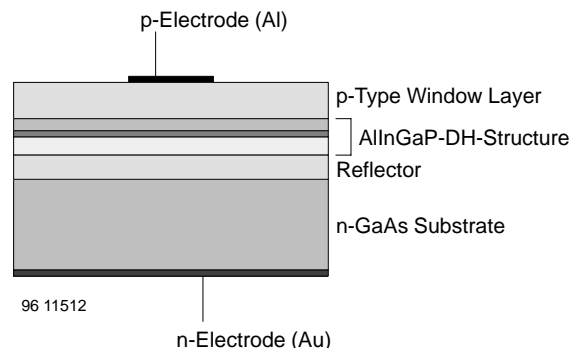 p-Electrode (Al)
p-Type Window Layer
AlInGaP-DH-Structure
Reflector
n-GaAs Substrate
96 11512
n-Electrode (Au)